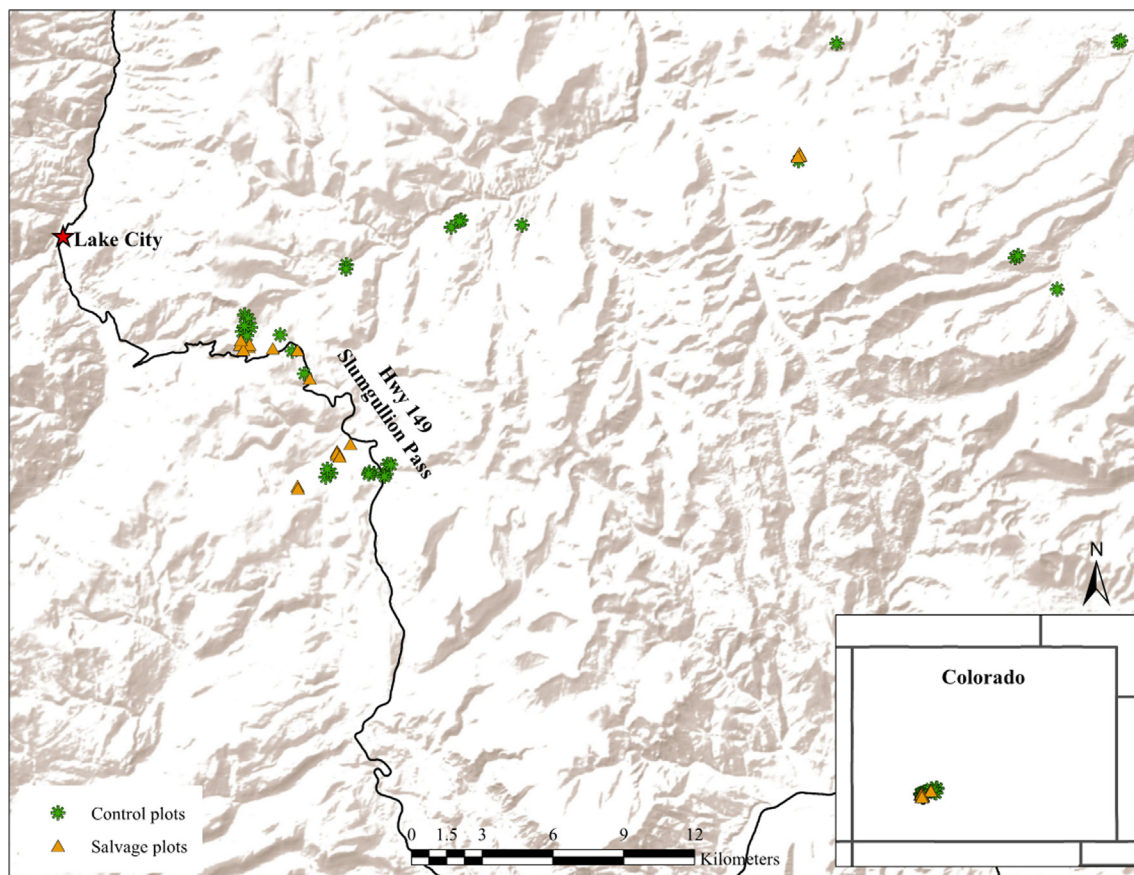 Lake City
Hwy 149
Slumgullion Pass
N
Colorado
Control plots
Salvage plots
0 1.5 3 6 9 12
Kilometers